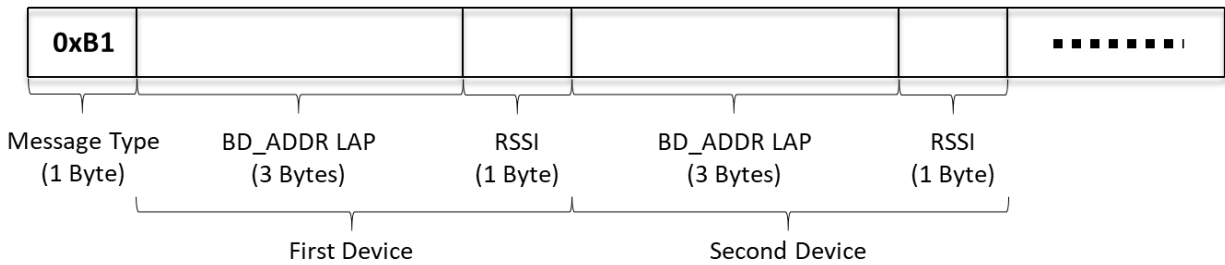 0xB1
Message Type BD_ADDR LAP RSSI BD_ADDR LAP RSSI
(1 Byte) (3 Bytes) (1 Byte) (3 Bytes) (1 Byte)
First Device Second Device